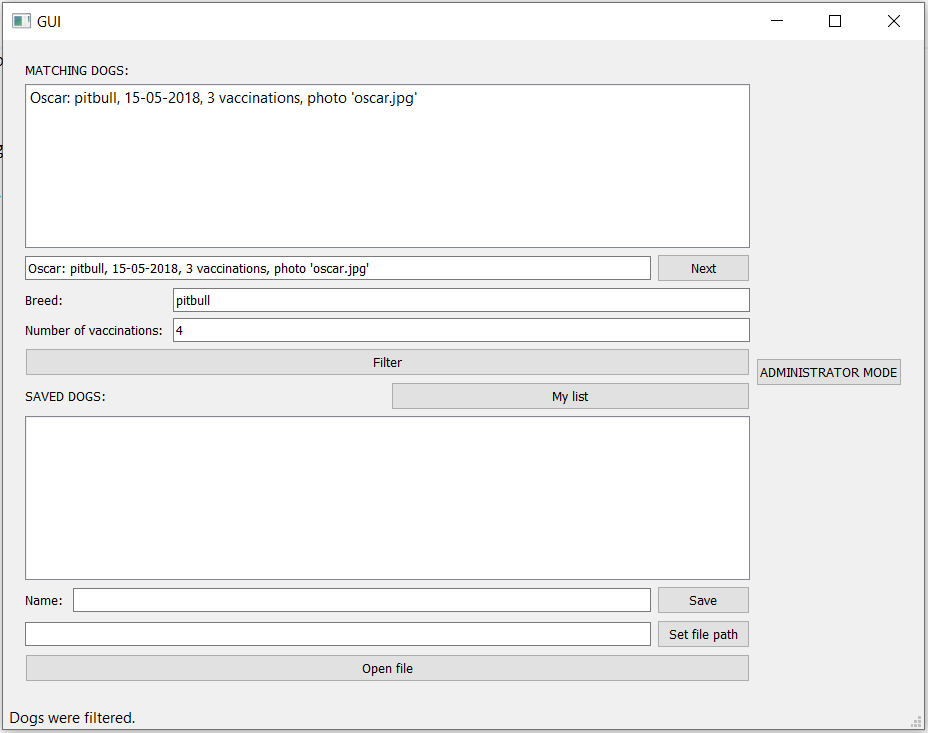 GUI
MATCHING DOGS:
Oscar: pitbull, 15-05-2018, 3 vaccinations, photo 'oscar.jpg'
Oscar: pitbull, 15-05-2018, 3 vaccinations, photo 'oscar.jpg' Next
Breed: pitbull
Number of vaccinations: 4
Filter
ADMINISTRATOR MODE
SAVED DOGS: My list
Name: Save
Set file path
Open file
Dogs were filtered.